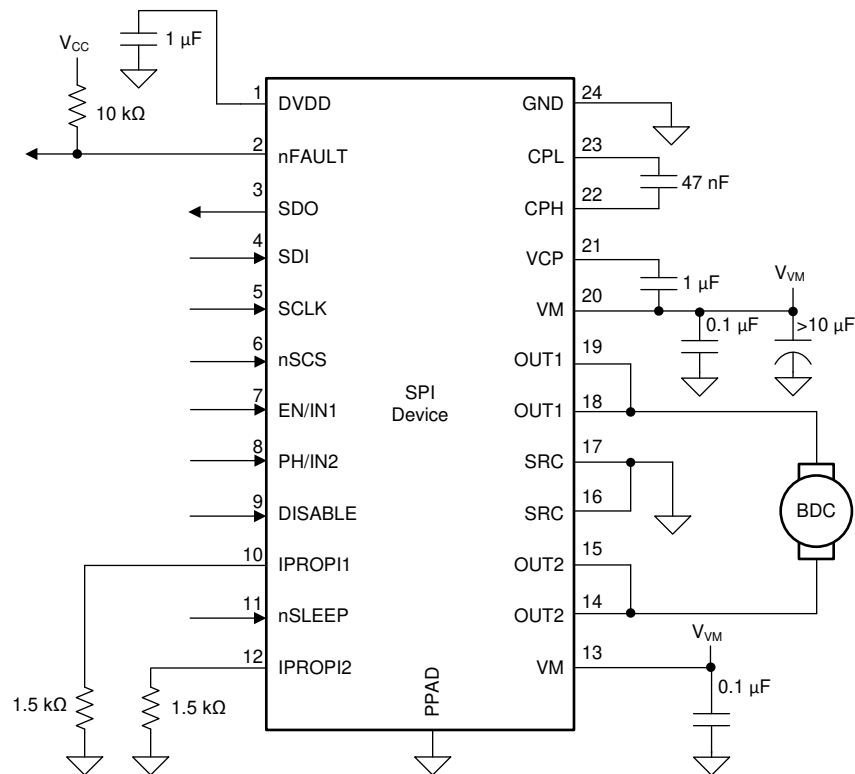 1 µF
VCC
10 kΩ
1 DVDD
2 nFAULT
3 SDO
4 SDI
5 SCLK
6 nSCS
7 EN/IN1
8 PH/IN2
9 DISABLE
10 IPROPI1
11 nSLEEP
12 IPROPI2
1.5 kΩ
1.5 kΩ
SPI
Device
PPAD
GND 24
CPL 23
47 nF
CPH 22
VCP 21
1 µF
VVM
VM 20
0.1 µF
>10 µF
OUT1 19
OUT1 18
SRC 17
SRC 16
BDC
OUT2 15
OUT2 14
VVM
VM 13
0.1 µF